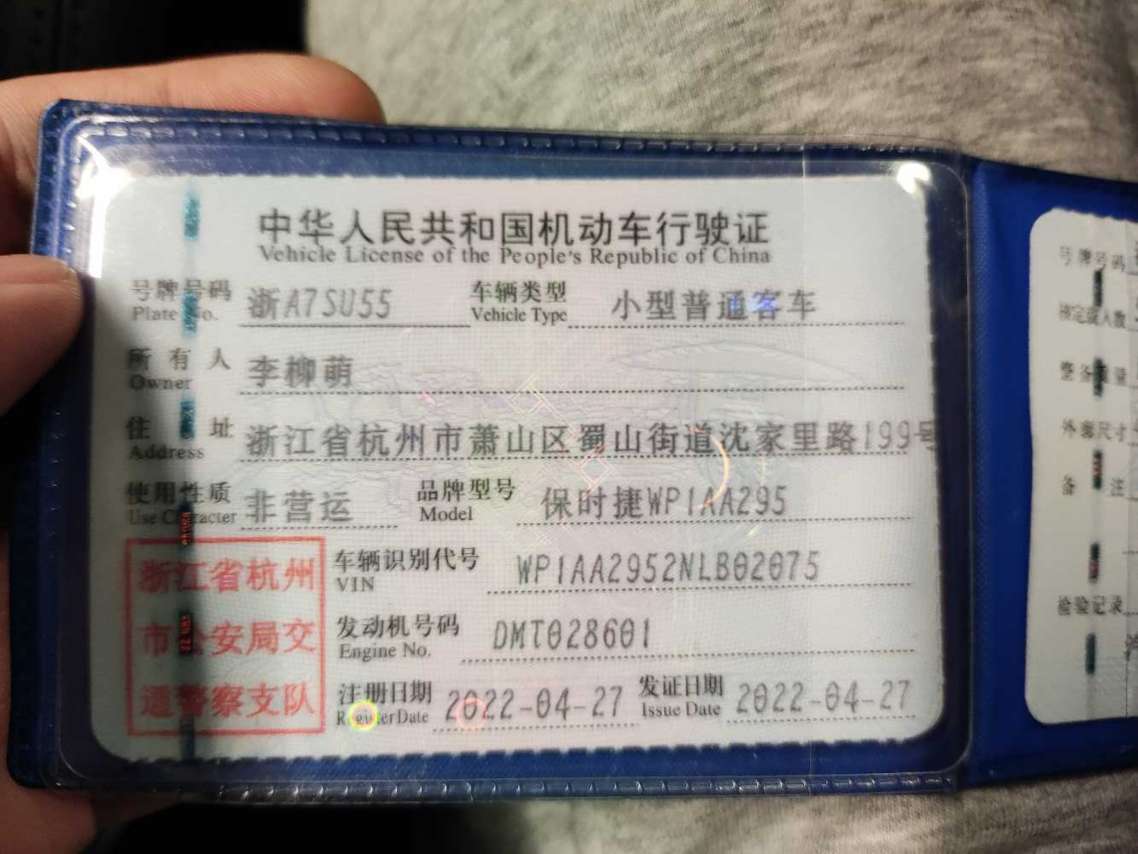 中华人民共和国机动车行驶证
Vehicle License of the People's Republic of China
号牌号码 浙A7SU55 车辆类型 小型普通客车
Plate No. Vehicle Type
所有人 李柳萌
Owner
住址 浙江省杭州市萧山区蜀山街道沈家里路199号
Address
使用性质 非营运 品牌型号 保时捷WP1AA295
Use Character Model
浙江省杭州
市公安局交
通警察支队
车辆识别代号 WP1AA2952NLB02075
VIN
发动机号码 DMT028601
Engine No.
注册日期 2022-04-27 发证日期 2022-04-27
Register Date Issue Date
号牌号码
核定载人数
整备质量
外廓尺寸
备注
检验记录